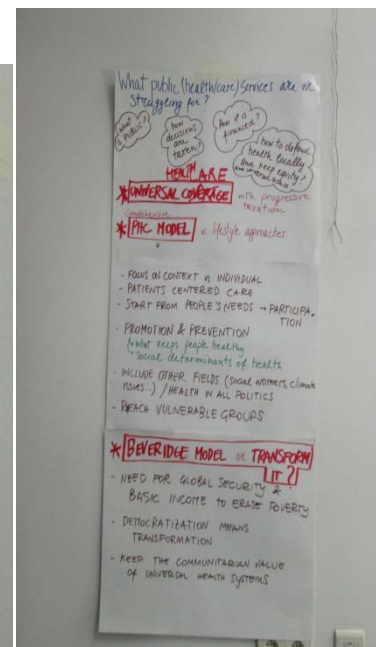 What public (health/care) services are we
struggling for?
What
is public?
how
decisions
are
taken?
how it is
financed?
how to defend
health locally
and keep equity?
HEALTHCARE
* UNIVERSAL COVERAGE with progressive
taxation
comprehensive
* PHC MODEL vs lifestyle approaches
- FOCUS ON CONTEXT vs INDIVIDUAL
- PATIENTS CENTERED CARE
- START FROM PEOPLE'S NEEDS → PARTICIPA-
TION
- PROMOTION & PREVENTION
what keeps people healthy
social determinants of health
- INCLUDE OTHER FIELDS (social workers, climate
issues...) / HEALTH IN ALL POLITICS
- REACH VULNERABLE GROUPS
* BEVERIDGE MODEL or TRANSFORM
IT?
- NEED FOR GLOBAL SECURITY &
BASIC INCOME TO ERASE POVERTY
- DEMOCRATIZATION MEANS
TRANSFORMATION
- KEEP THE COMMUNITARIAN VALUE
OF UNIVERSAL HEALTH SYSTEMS